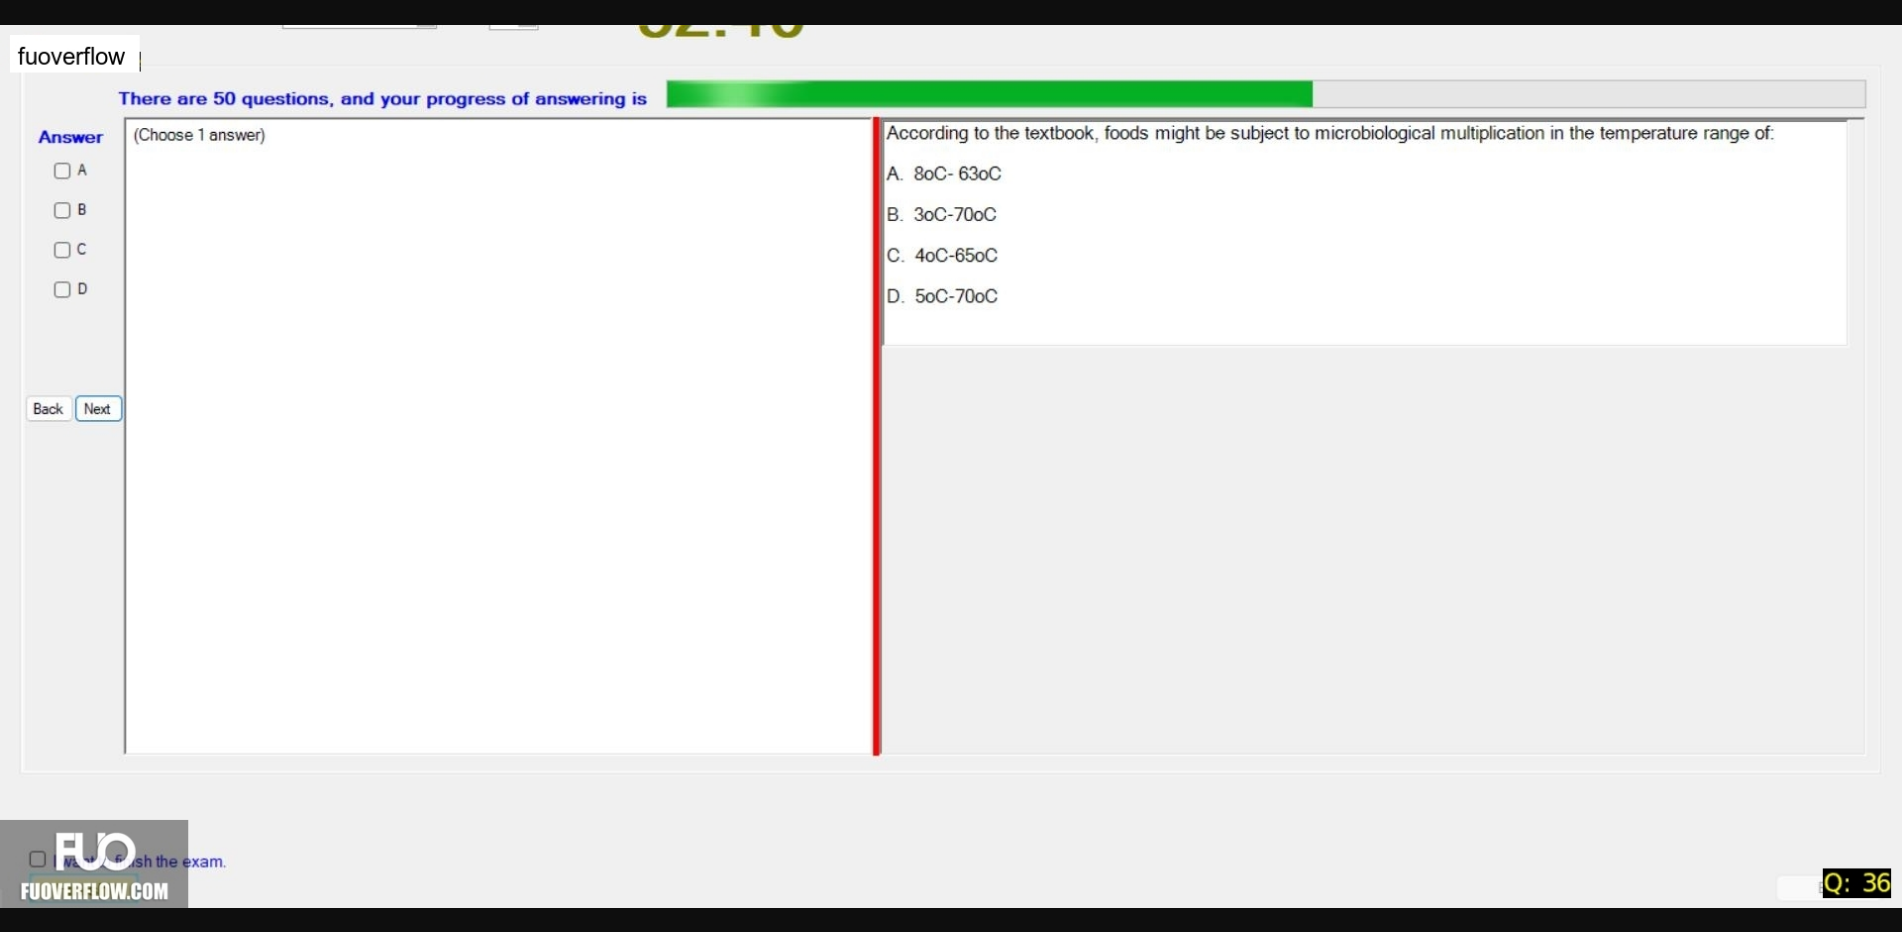 fuoverflow
There are 50 questions, and your progress of answering is
Answer
(Choose 1 answer)
A
B
C
D
Back
Next
According to the textbook, foods might be subject to microbiological multiplication in the temperature range of:
A. 8oC- 63oC
B. 3oC-70oC
C. 4oC-65oC
D. 5oC-70oC
FUO
the exam.
FUOVERFLOW.COM
Q: 36